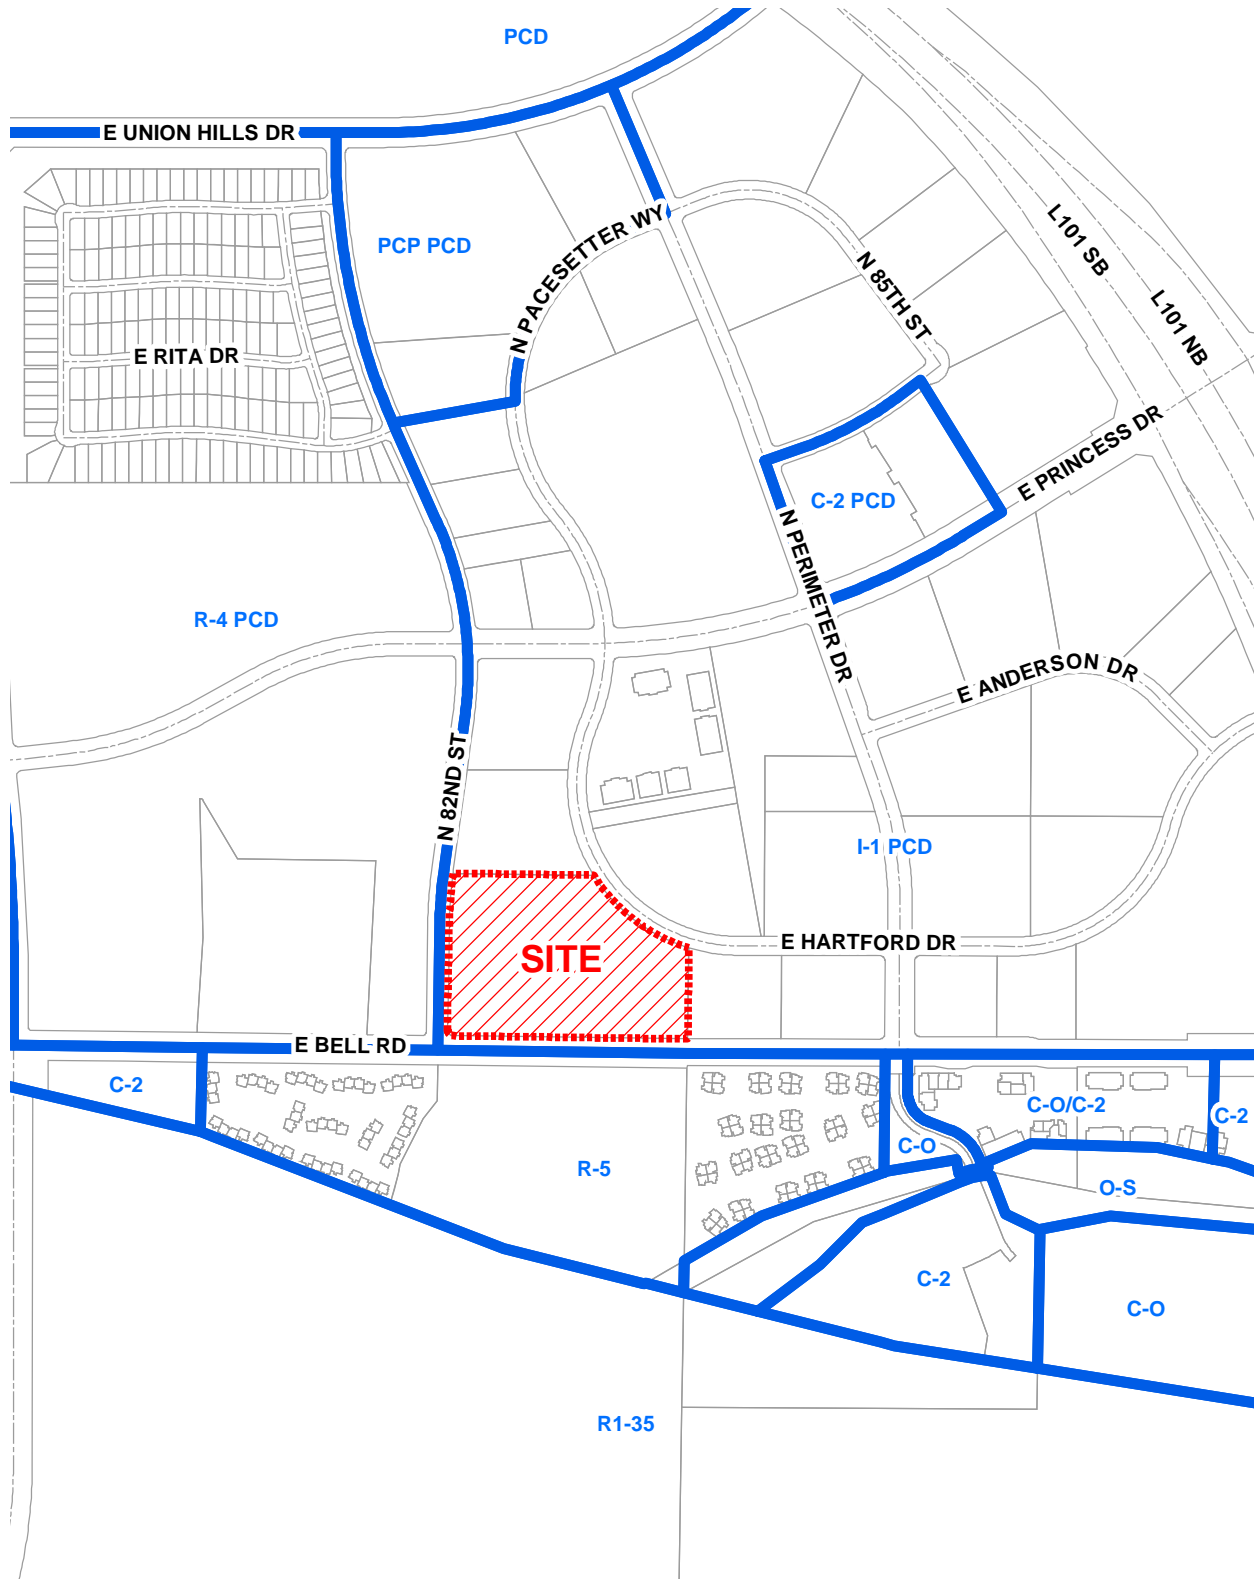 PCD
E UNION HILLS DR
PCP PCD
N PACESETTER WY
N 85TH ST
L101 SB
L101 NB
E RITA DR
C-2 PCD
E PRINCESS DR
N PERIMETER DR
R-4 PCD
E ANDERSON DR
N 82ND ST
I-1 PCD
SITE
E HARTFORD DR
E BELL RD
C-2
C-O/C-2
C-2
C-O
R-5
O-S
C-2
C-O
R1-35